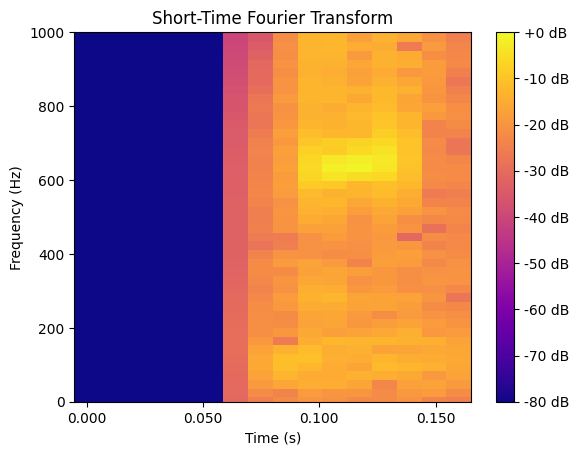 Short-Time Fourier Transform
1000
800
600
400
200
0
Frequency (Hz)
0.000
0.050
0.100
0.150
Time (s)
+0 dB
-10 dB
-20 dB
-30 dB
-40 dB
-50 dB
-60 dB
-70 dB
-80 dB